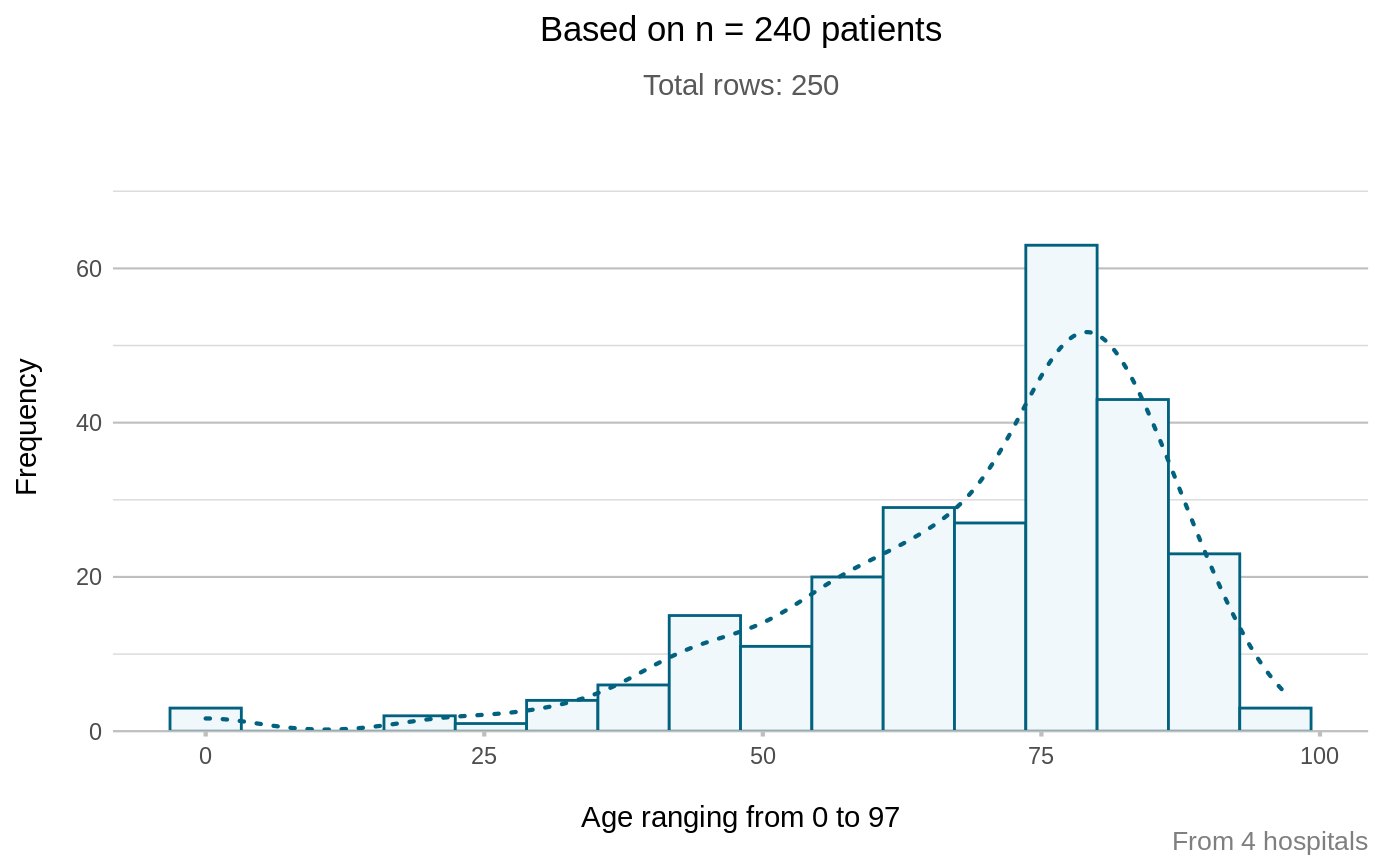 Based on n = 240 patients
Total rows: 250
Frequency
60
40
20
0
0 25 50 75 100
Age ranging from 0 to 97
From 4 hospitals